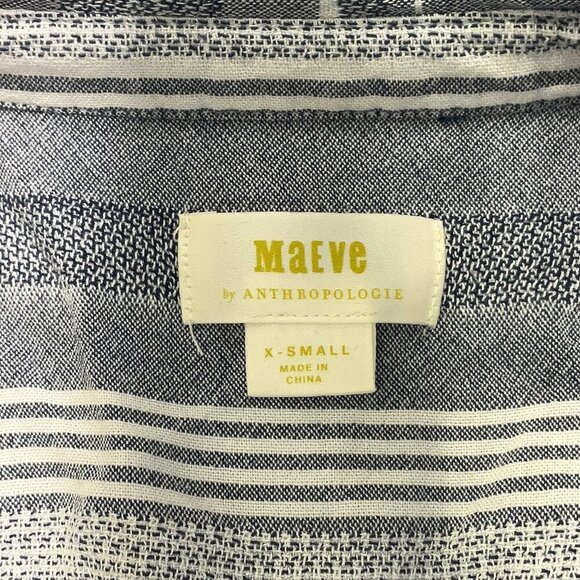 MaEve
by ANTHROPOLOGIE
X-SMALL
MADE IN
CHINA